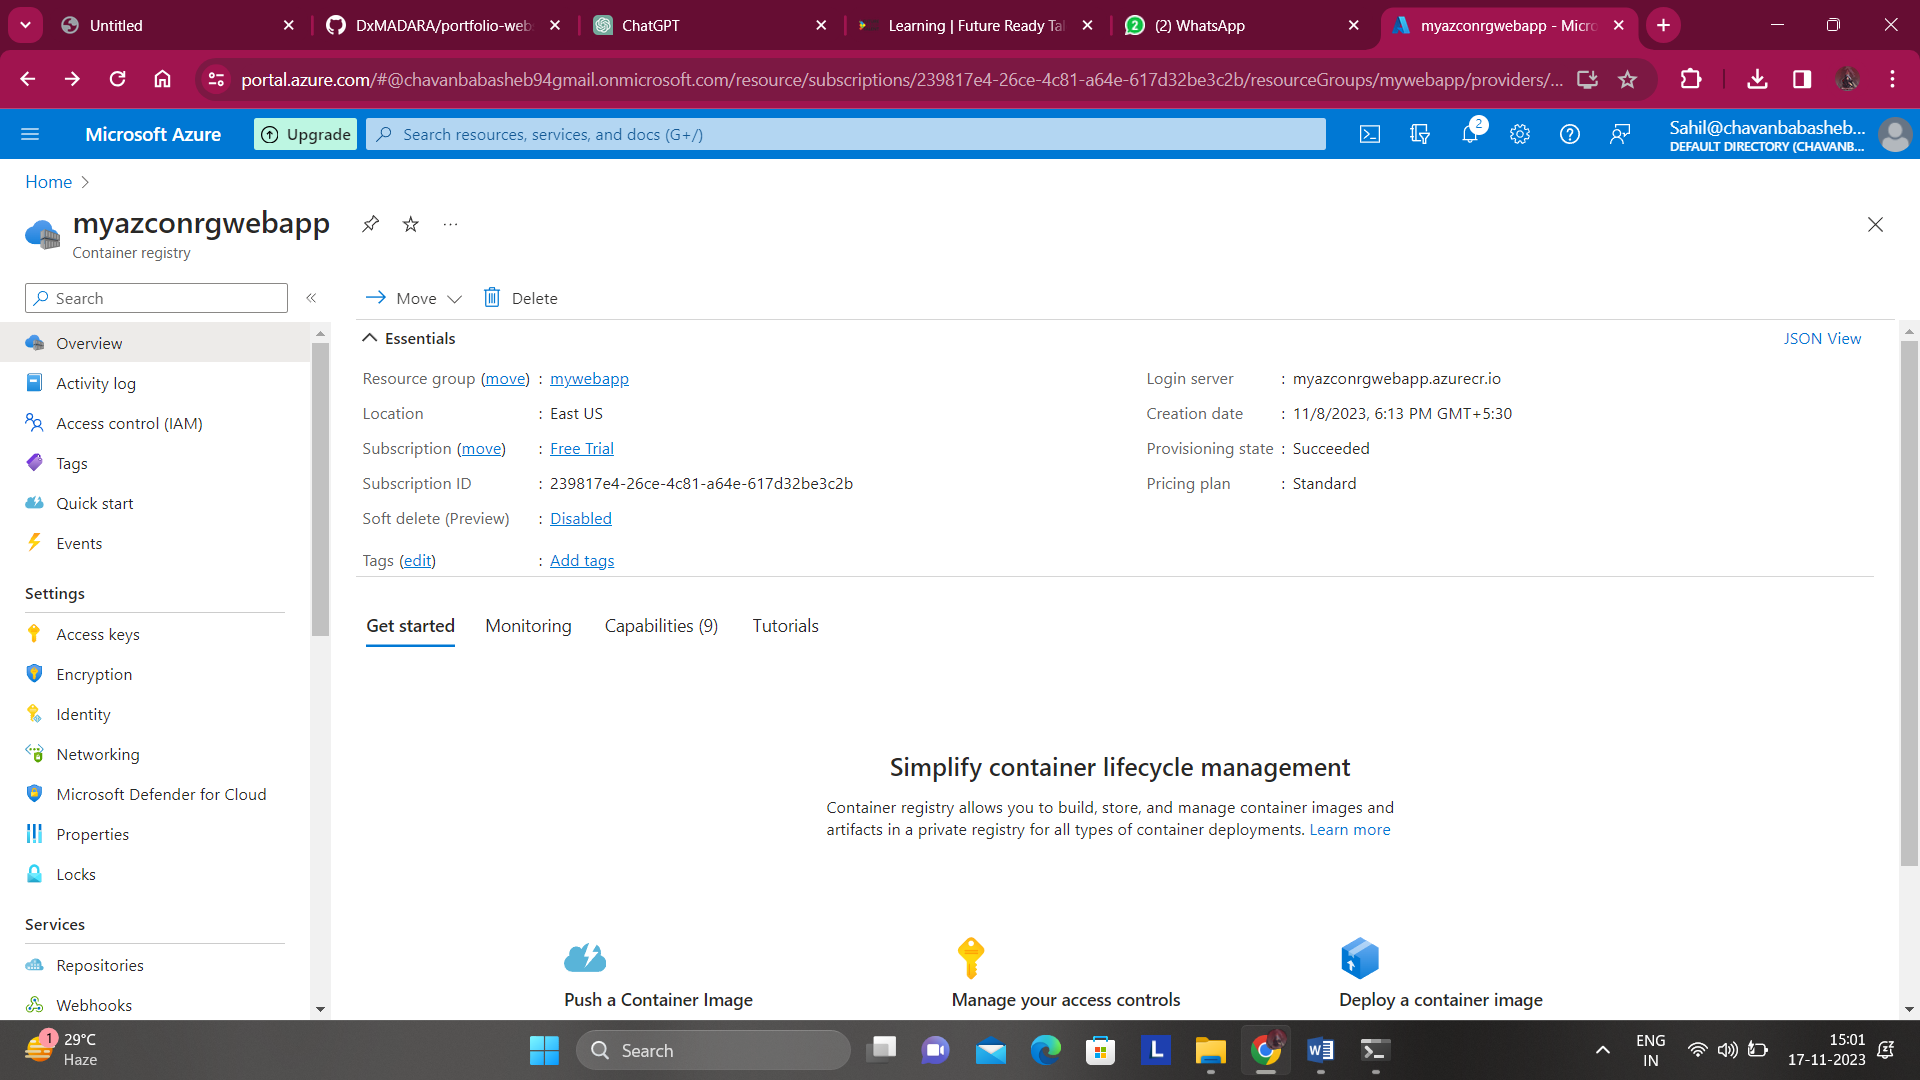 Untitled
DxMADARA/portfolio-webs
ChatGPT
Learning | Future Ready Tal
(2) WhatsApp
myazconrgwebapp - Micro
portal.azure.com/#@chavanbabasheb94gmail.onmicrosoft.com/resource/subscriptions/239817e4-26ce-4c81-a64e-617d32be3c2b/resourceGroups/mywebapp/providers/...
Microsoft Azure
Upgrade
Search resources, services, and docs (G+/)
2
Sahil@chavanbabasheb...
DEFAULT DIRECTORY (CHAVANB...
Home
myazconrgwebapp
...
Container registry
Search
«
Move
Delete
Overview
Activity log
Access control (IAM)
Tags
Quick start
Events
Settings
Access keys
Encryption
Identity
Networking
Microsoft Defender for Cloud
Properties
Locks
Services
Repositories
Webhooks
Essentials
JSON View
Resource group (move) : mywebapp
Location : East US
Subscription (move) : Free Trial
Subscription ID : 239817e4-26ce-4c81-a64e-617d32be3c2b
Soft delete (Preview) : Disabled
Tags (edit) : Add tags
Login server : myazconrgwebapp.azurecr.io
Creation date : 11/8/2023, 6:13 PM GMT+5:30
Provisioning state : Succeeded
Pricing plan : Standard
Get started
Monitoring
Capabilities (9)
Tutorials
Simplify container lifecycle management
Container registry allows you to build, store, and manage container images and
artifacts in a private registry for all types of container deployments. Learn more
Push a Container Image
Manage your access controls
Deploy a container image
1
29°C
Haze
Search
L
ENG
IN
15:01
17-11-2023